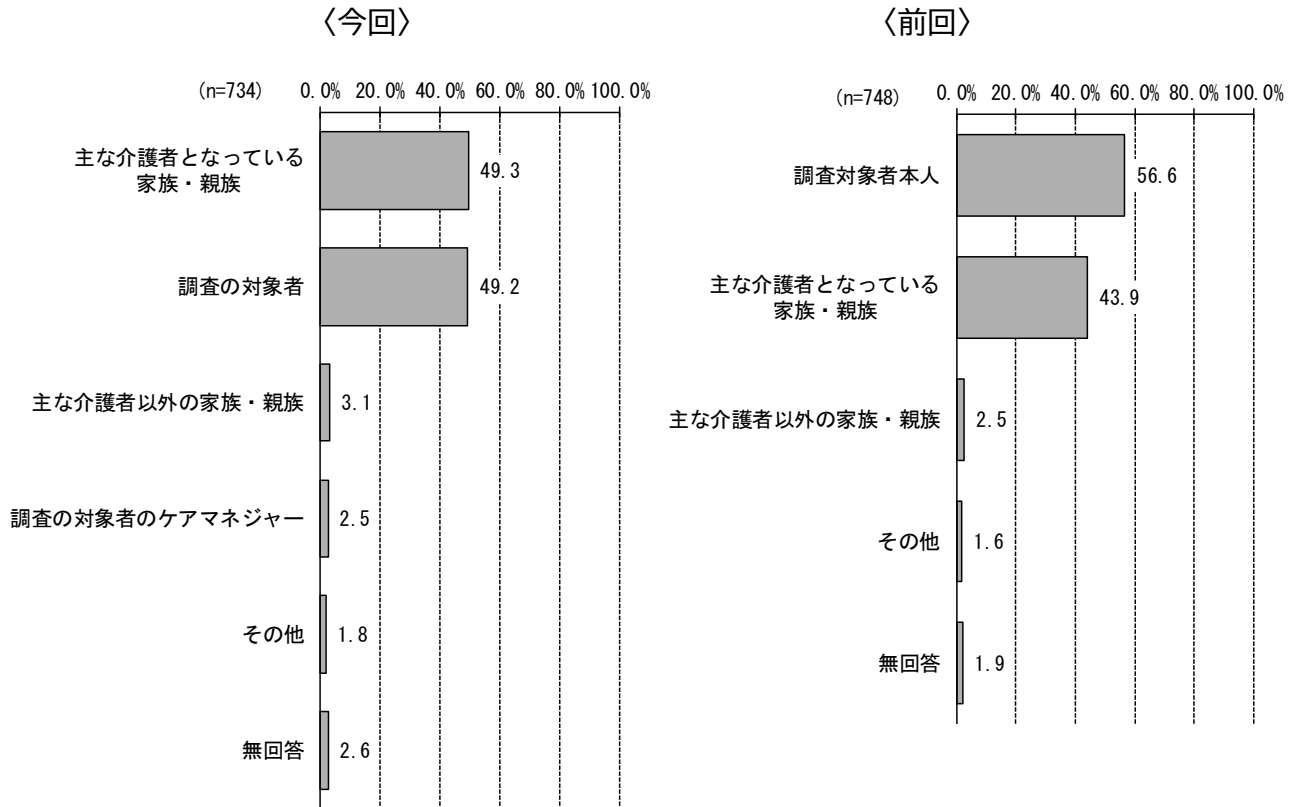 〈今回〉
(n=734)
0.0% 20.0% 40.0% 60.0% 80.0% 100.0%
主な介護者となっている
家族・親族
49.3
調査の対象者
49.2
主な介護者以外の家族・親族
3.1
調査の対象者のケアマネジャー
2.5
その他
1.8
無回答
2.6
〈前回〉
(n=748)
0.0% 20.0% 40.0% 60.0% 80.0% 100.0%
調査対象者本人
56.6
主な介護者となっている
家族・親族
43.9
主な介護者以外の家族・親族
2.5
その他
1.6
無回答
1.9